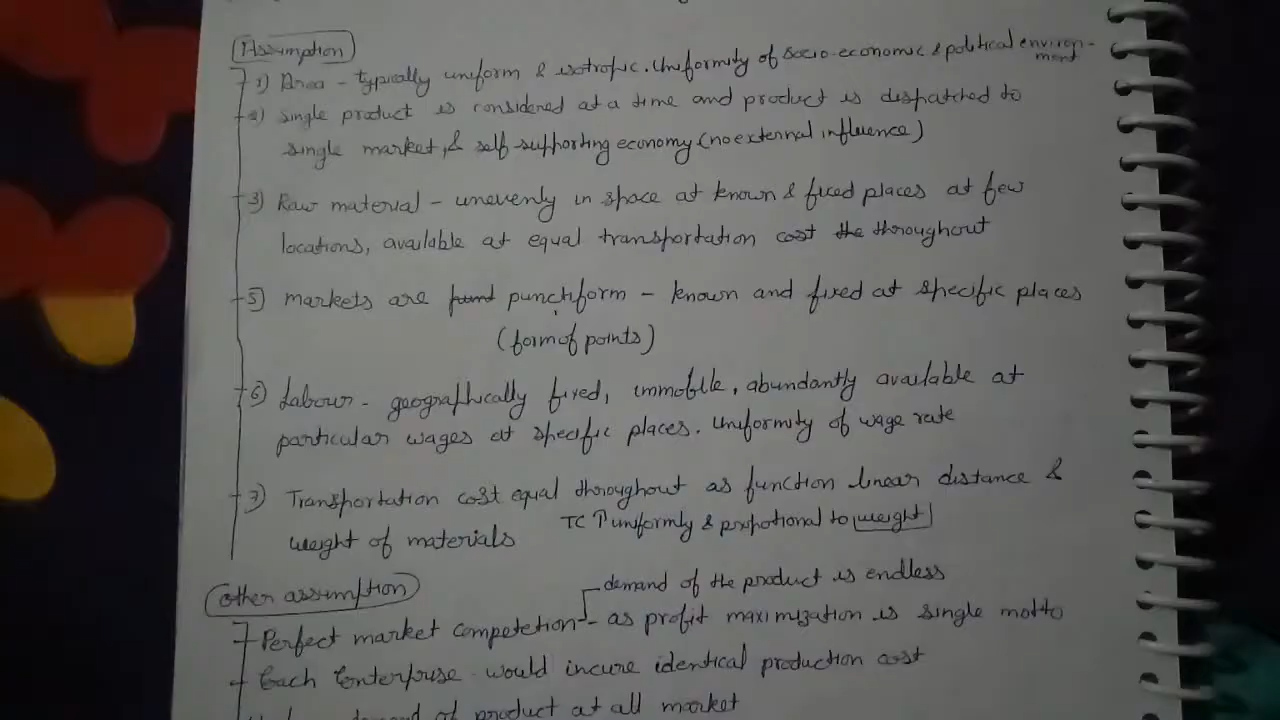 Assumption
1) Area - typically uniform & isotropic. Uniformity of socio-economic & political environ-
ment
2) single product is considered at a time and product is dispatched to
single market, & self-supporting economy (no external influence)
3) Raw material - unevenly in space at known & fixed places at few
locations, available at equal transportation cost the throughout
5) markets are found punctiform - known and fixed at specific places
(form of points)
6) Labour - geographically fixed, immobile, abundantly available at
particular wages at specific places. Uniformity of wage rate
7) Transportation cost equal throughout as function linear distance &
weight of materials TC ↑ uniformly & propotional to weight
Other assumption
demand of the product is endless
Perfect market competetion - as profit maximization is single motto
Each Enterprise would incure identical production cost
of product at all market